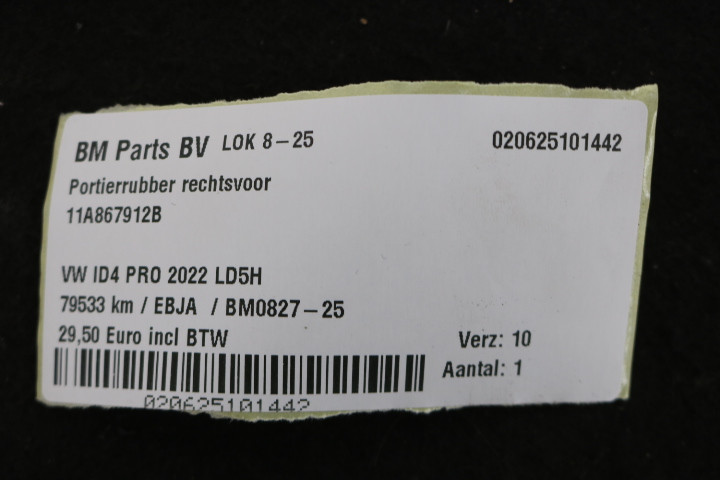 BM Parts BV LOK 8-25 020625101442
Portierrubber rechtsvoor
11A867912B
VW ID4 PRO 2022 LD5H
79533 km / EBJA / BM0827-25
29,50 Euro incl BTW Verz: 10
Aantal: 1
020625101442